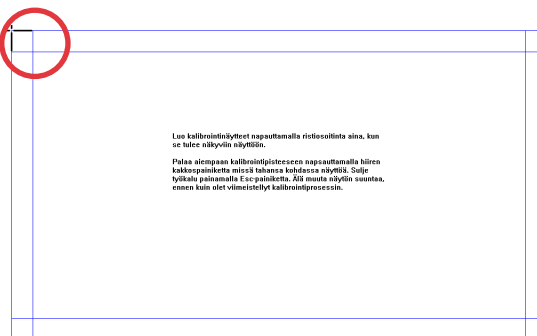 Luo kalibrointinäytteet napauttamalla ristiosoitinta aina, kun
se tulee näkyviin näyttöön.
Palaa aiempaan kalibrointipisteeseen napsauttamalla hiiren
kakkospainiketta missä tahansa kohdassa näyttöä. Sulje
työkalu painamalla Esc-painiketta. Älä muuta näytön suuntaa,
ennen kuin olet viimeistellyt kalibrointiprosessin.